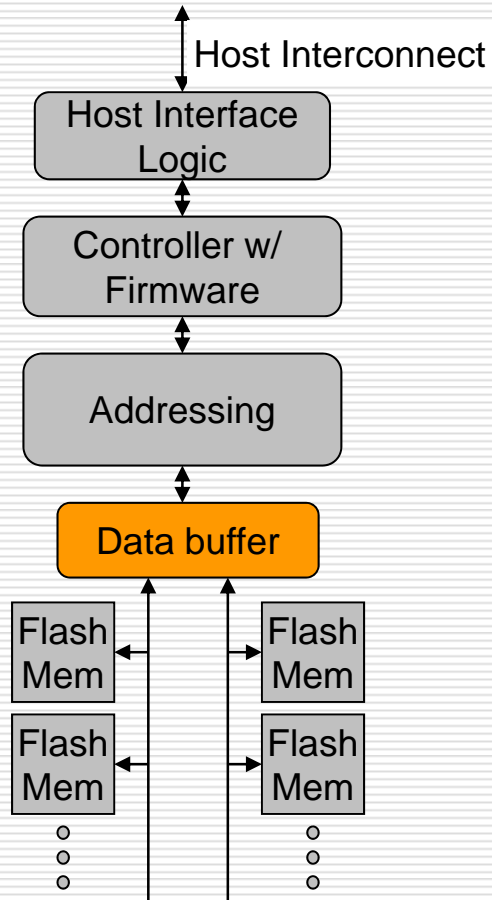 Host Interconnect
Host Interface
Logic
Controller w/
Firmware
Addressing
Data buffer
Flash
Mem
Flash
Mem
Flash
Mem
Flash
Mem